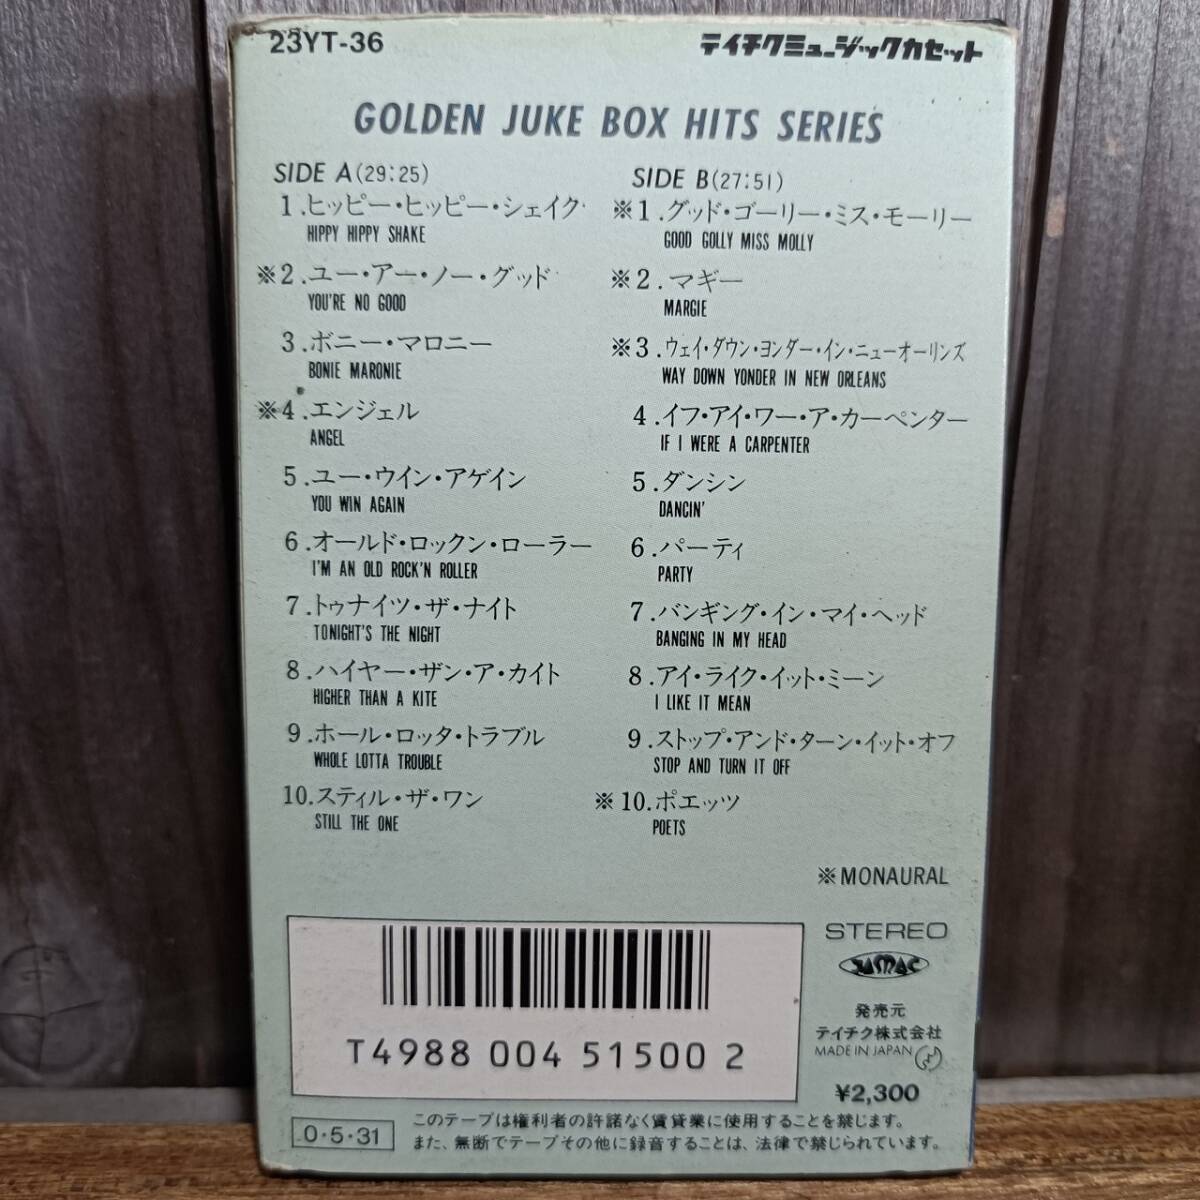 23YT-36
テイチクミュージックカセット
GOLDEN JUKE BOX HITS SERIES
SIDE A(29:25)
1.ヒッピー・ヒッピー・シェイク
HIPPY HIPPY SHAKE
※2.ユー・アー・ノー・グッド
YOU'RE NO GOOD
3.ボニー・マロニー
BONIE MARONIE
※4.エンジェル
ANGEL
5.ユー・ウイン・アゲイン
YOU WIN AGAIN
6.オールド・ロックン・ローラー
I'M AN OLD ROCK'N ROLLER
7.トゥナイツ・ザ・ナイト
TONIGHT'S THE NIGHT
8.ハイヤー・ザン・ア・カイト
HIGHER THAN A KITE
9.ホール・ロッタ・トラブル
WHOLE LOTTA TROUBLE
10.スティル・ザ・ワン
STILL THE ONE
SIDE B(27:51)
※1.グッド・ゴーリー・ミス・モーリー
GOOD GOLLY MISS MOLLY
※2.マギー
MARGIE
※3.ウェイ・ダウン・ヨンダー・イン・ニューオーリンズ
WAY DOWN YONDER IN NEW ORLEANS
4.イフ・アイ・ワー・ア・カーペンター
IF I WERE A CARPENTER
5.ダンシン
DANCIN'
6.パーティ
PARTY
7.バンギング・イン・マイ・ヘッド
BANGING IN MY HEAD
8.アイ・ライク・イット・ミーン
I LIKE IT MEAN
9.ストップ・アンド・ターン・イット・オフ
STOP AND TURN IT OFF
※10.ポエッツ
POETS
※MONAURAL
STEREO
発売元
テイチク株式会社
MADE IN JAPAN
¥2,300
T4988 004 51500 2
0・5・31
このテープは権利者の許諾なく賃貸業に使用することを禁じます。
また、無断でテープその他に録音することは、法律で禁じられています。